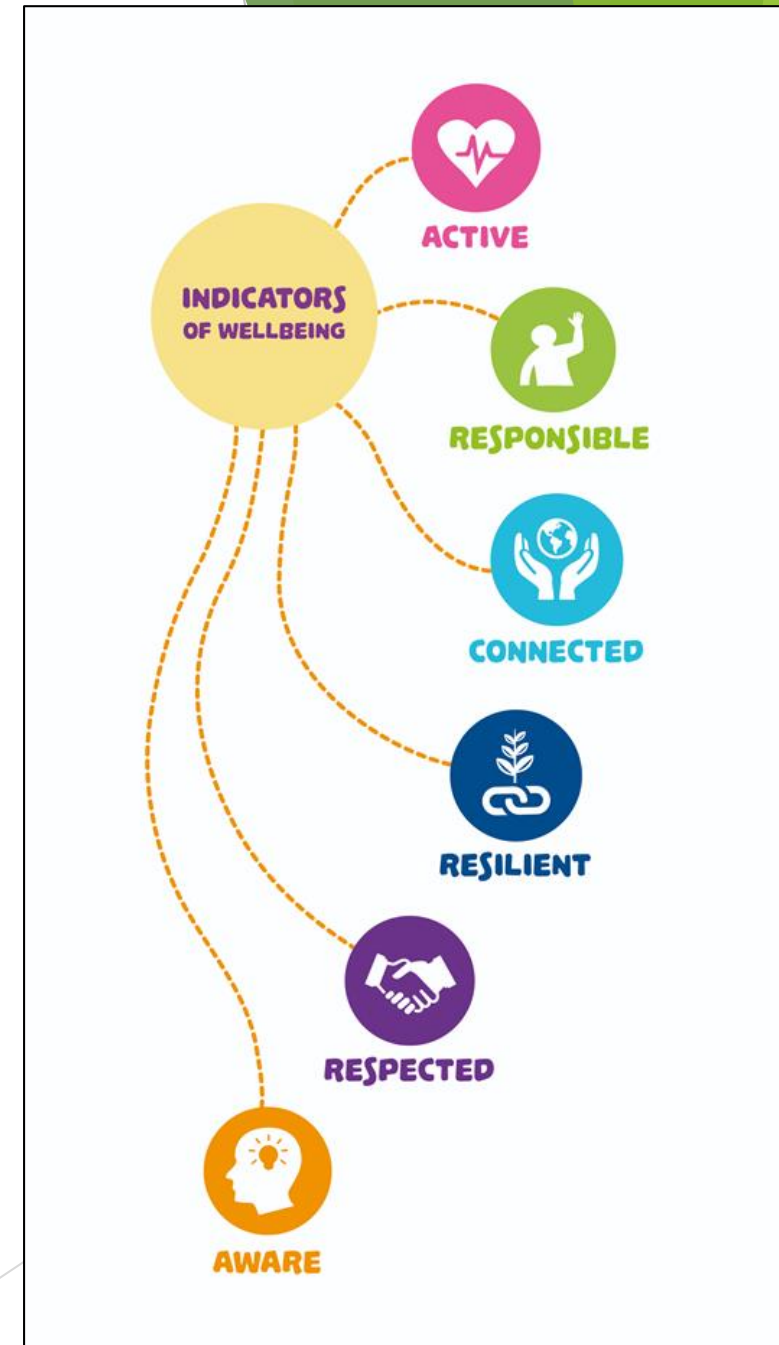 ACTIVE
INDICATORS
OF WELLBEING
RESPONSIBLE
CONNECTED
RESILIENT
RESPECTED
AWARE